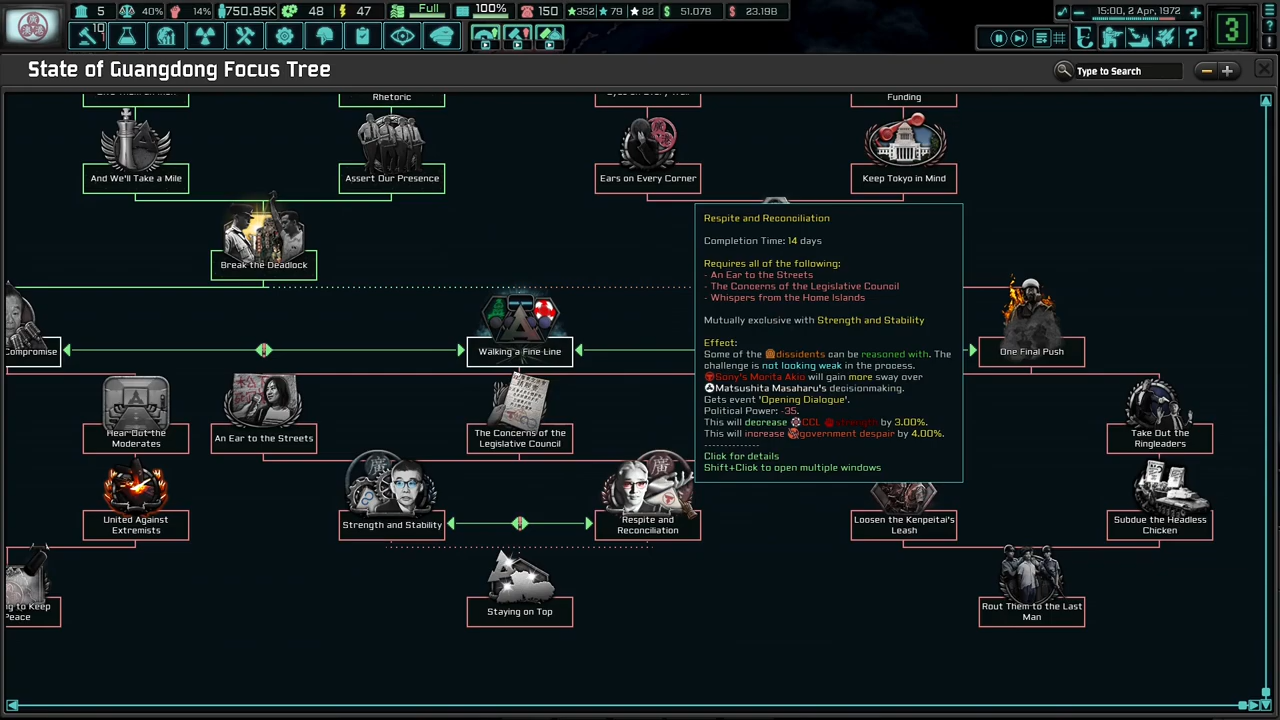 5 40% 14% 750.85K 48 47 Full 100% 150 352 79 82 $ 51.07B $ 23.19B 15:00, 2 Apr, 1972
10
3
State of Guangdong Focus Tree
Type to Search
Rhetoric
Funding
And We'll Take a Mile
Assert Our Presence
Ears on Every Corner
Keep Tokyo in Mind
Break the Deadlock
Compromise
Walking a Fine Line
One Final Push
Hear Out the
Moderates
An Ear to the Streets
The Concerns of the
Legislative Council
Take Out the
Ringleaders
United Against
Extremists
Strength and Stability
Respite and
Reconciliation
Loosen the Kenpeitai's
Leash
Subdue the Headless
Chicken
g to Keep
Peace
Staying on Top
Rout Them to the Last
Man
Respite and Reconciliation
Completion Time: 14 days
Requires all of the following:
- An Ear to the Streets
- The Concerns of the Legislative Council
- Whispers from the Home Islands
Mutually exclusive with Strength and Stability
Effect:
Some of the dissidents can be reasoned with. The
challenge is not looking weak in the process.
Sony's Morita Akio will gain more sway over
Matsushita Masaharu's decisionmaking.
Gets event 'Opening Dialogue'.
Political Power: -35.
This will decrease CCL strength by 3.00%.
This will increase government despair by 4.00%.
--------------
Click for details
Shift+Click to open multiple windows